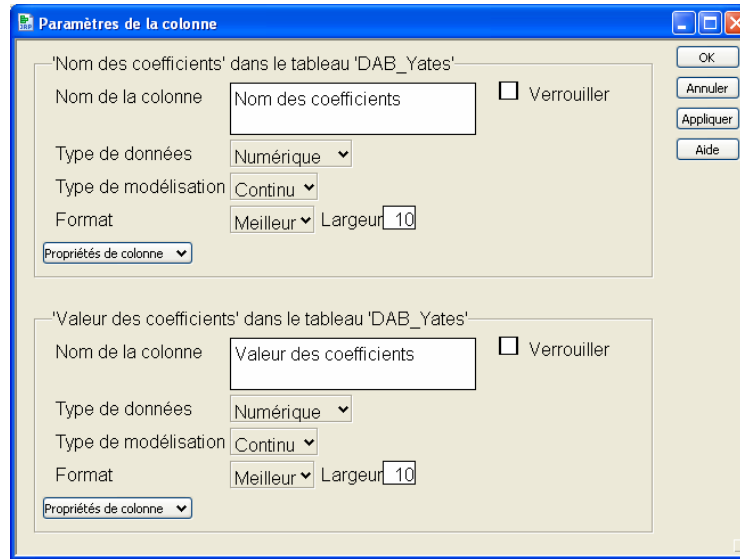 Paramètres de la colonne
'Nom des coefficients' dans le tableau 'DAB_Yates'
Nom de la colonne Nom des coefficients Verrouiller
Type de données Numérique
Type de modélisation Continu
Format Meilleur Largeur 10
Propriétés de colonne
'Valeur des coefficients' dans le tableau 'DAB_Yates'
Nom de la colonne Valeur des coefficients Verrouiller
Type de données Numérique
Type de modélisation Continu
Format Meilleur Largeur 10
Propriétés de colonne
OK
Annuler
Appliquer
Aide